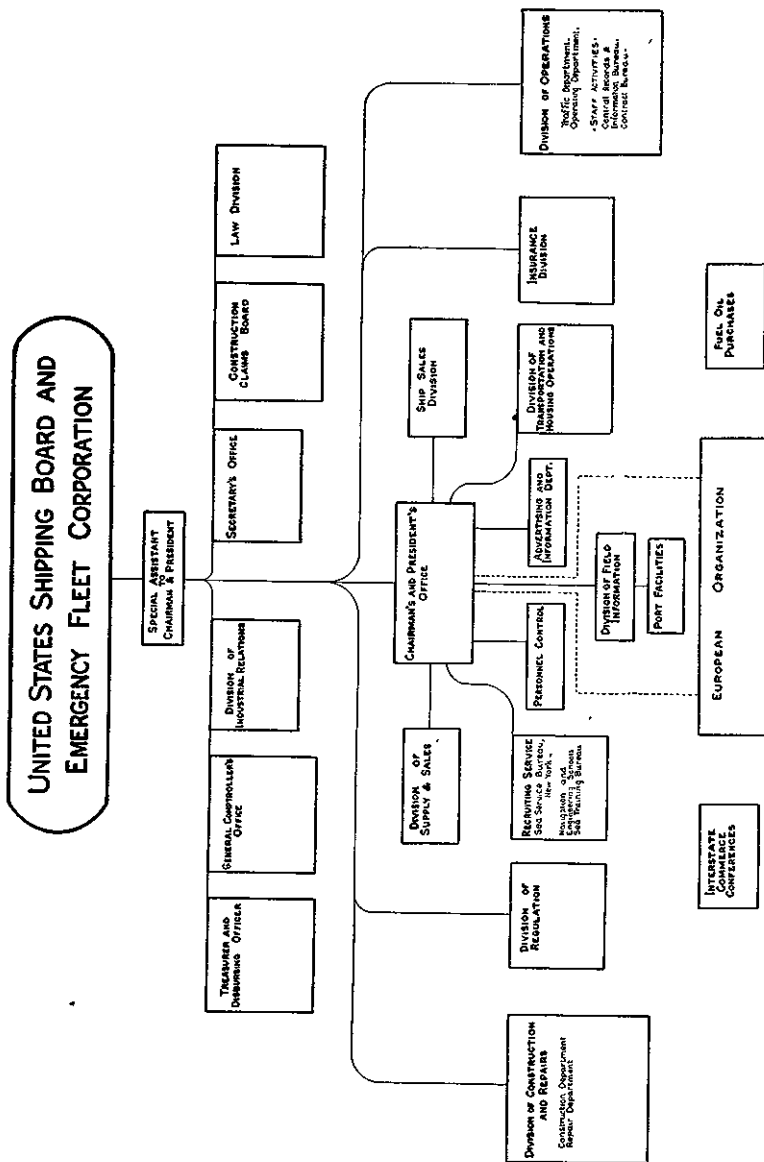 UNITED STATES SHIPPING BOARD AND
EMERGENCY FLEET CORPORATION
SPECIAL ASSISTANT
TO
CHAIRMAN & PRESIDENT
TREASURER AND
DISBURSING OFFICER
GENERAL COMPTROLLER'S
OFFICE
DIVISION OF
INDUSTRIAL RELATIONS
SECRETARY'S OFFICE
CONSTRUCTION BOARD
CLAIMS
LAW DIVISION
DIVISION OF
SUPPLY & SALES
CHAIRMAN'S AND PRESIDENT'S
OFFICE
SHIP SALES
DIVISION
DIVISION OF CONSTRUCTION
AND REPAIRS
Construction Department
Repair Department
DIVISION OF
REGULATION
RECRUITING SERVICE
Sea Service Bureau,
New York.
Navigation and
Engineering Schools
Sea Training Bureau
PERSONNEL CONTROL
ADVERTISING AND
INFORMATION DEPT.
DIVISION OF
TRANSPORTATION AND
HOUSING OPERATIONS
INSURANCE
DIVISION
DIVISION OF OPERATIONS
Traffic Department.
Operating Department.
• STAFF ACTIVITIES •
Central Records &
Information Bureau.
Contract Bureau.
DIVISION OF FIELD
INFORMATION
PORT FACILITIES
INTERSTATE
COMMERCE
CONFERENCES
EUROPEAN ORGANIZATION
FUEL OIL
PURCHASES